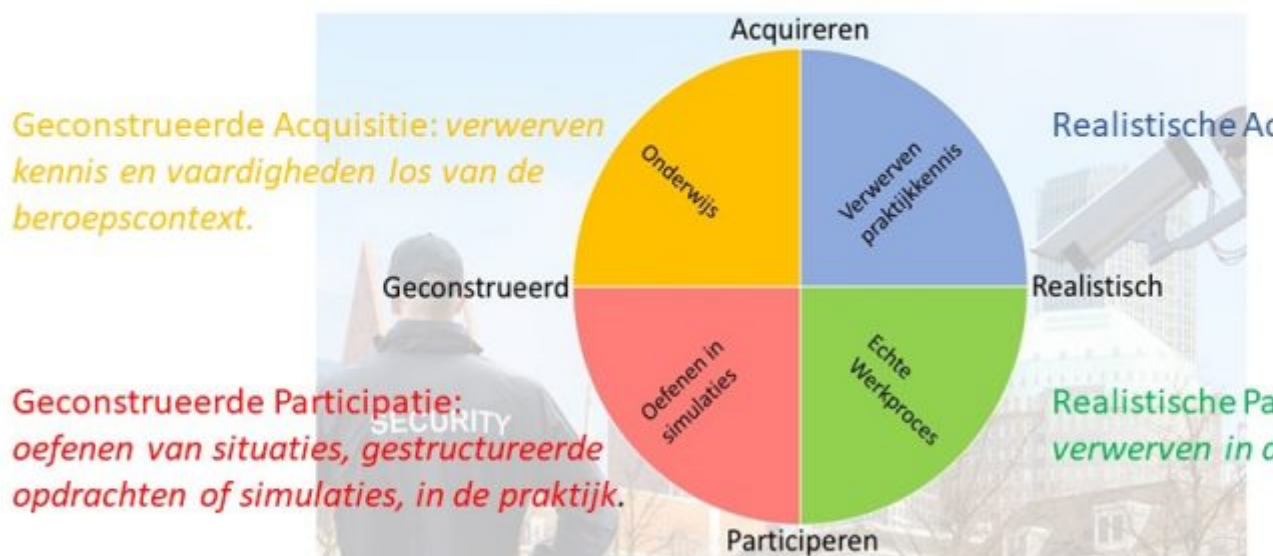 Acquireren
Geconstrueerde Acquisitie: verwerven
kennis en vaardigheden los van de
beroepscontext.
Realistische
Onderwijs
Verwerven
praktijkkennis
Geconstrueerd
Realistisch
Oefenen in
simulaties
Echte
Werkproces
Geconstrueerde Participatie:
oefenen van situaties, gestructureerde
opdrachten of simulaties, in de praktijk.
SECURITY
Realistische
verwerven in
Participeren